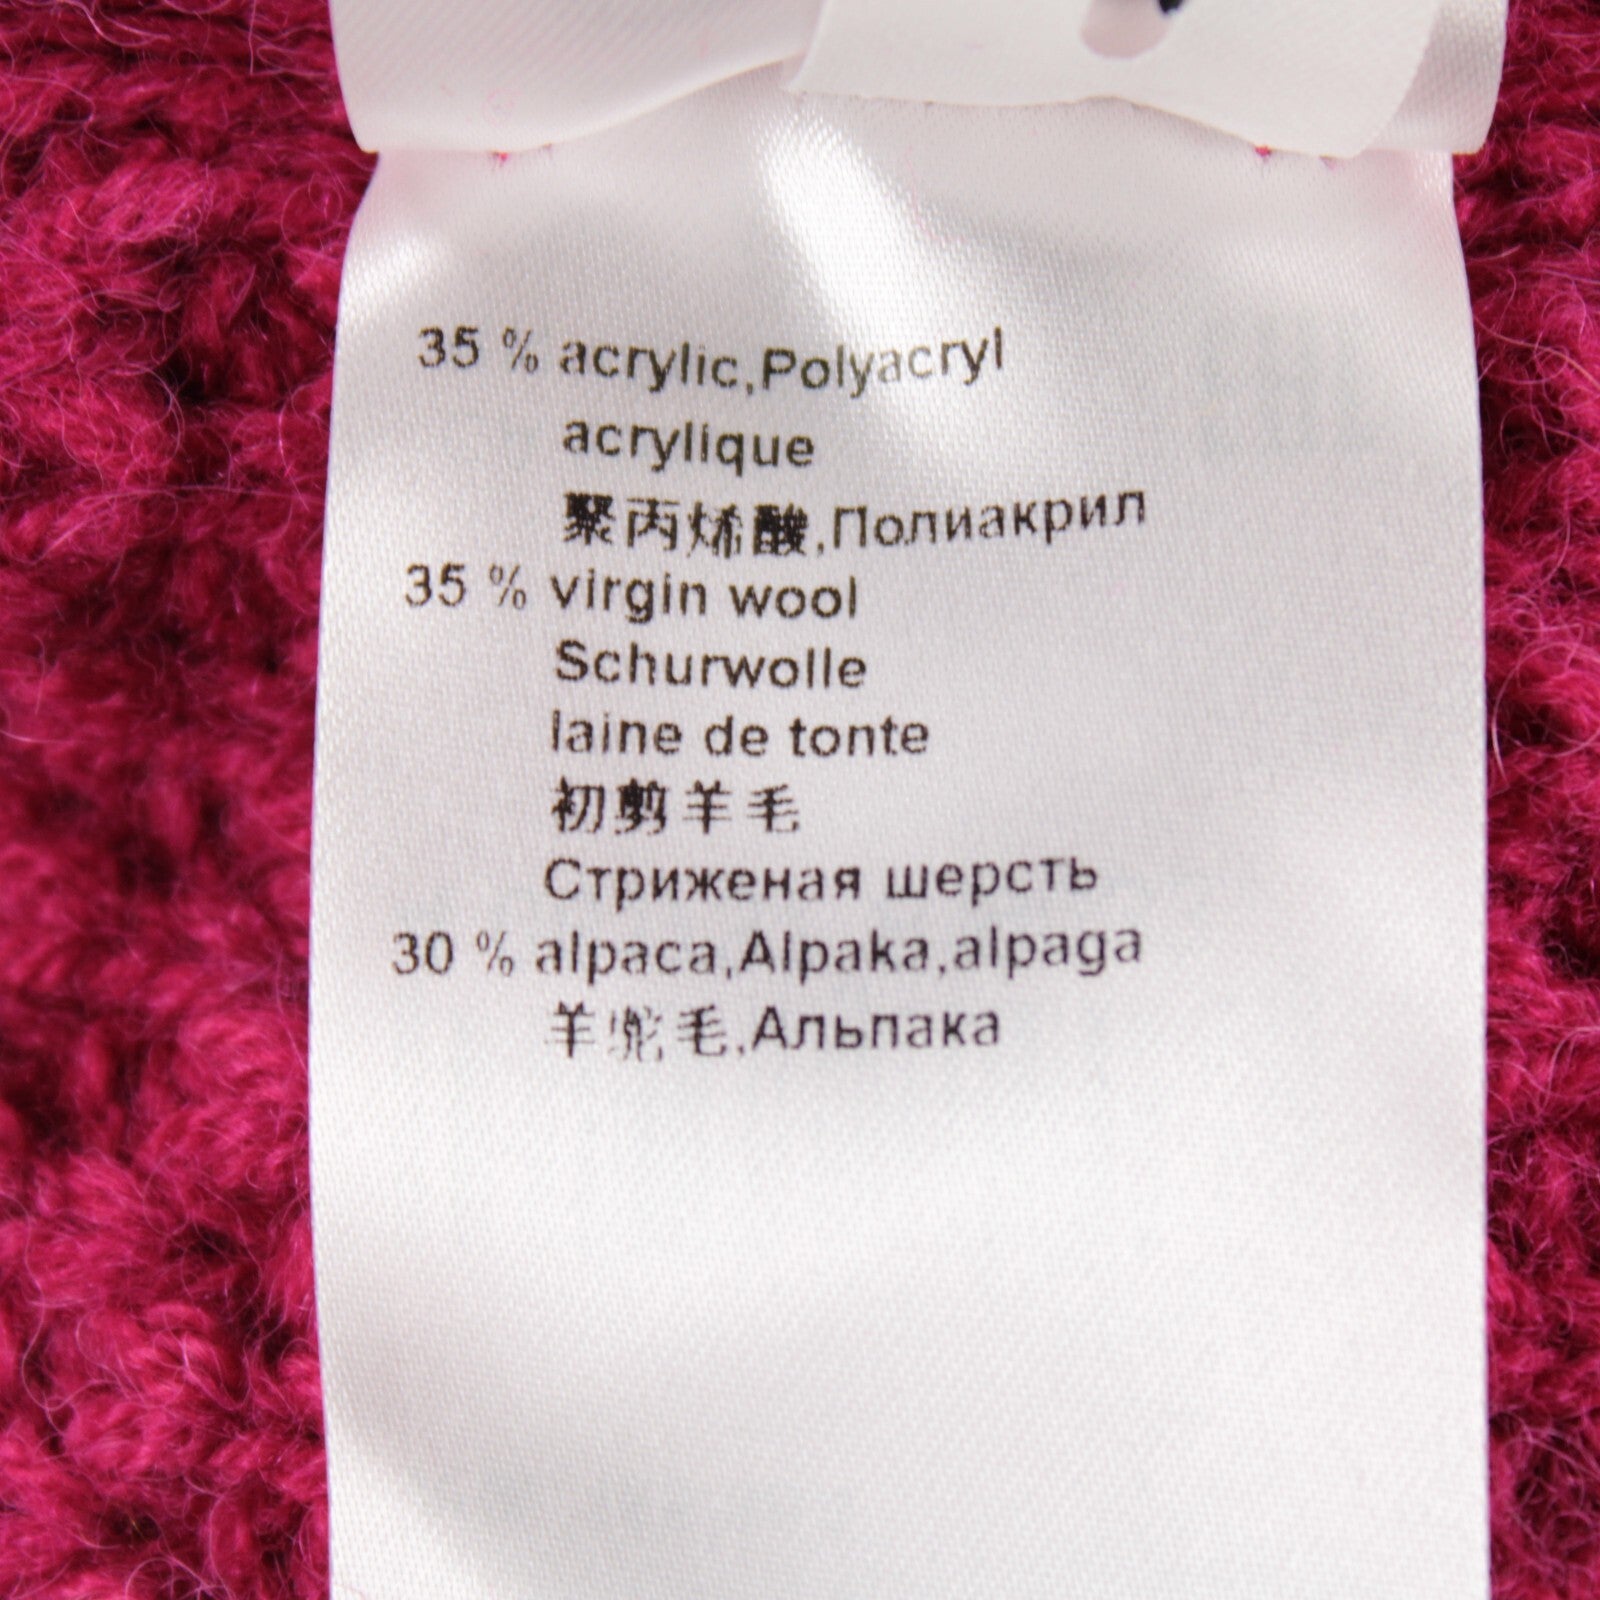 35 % acrylic,Polyacryl
acrylique
聚丙烯酸,Полиакрил
35 % virgin wool
Schurwolle
laine de tonte
初剪羊毛
Стриженая шерсть
30 % alpaca,Alpaka,alpaga
羊驼毛,Альпака